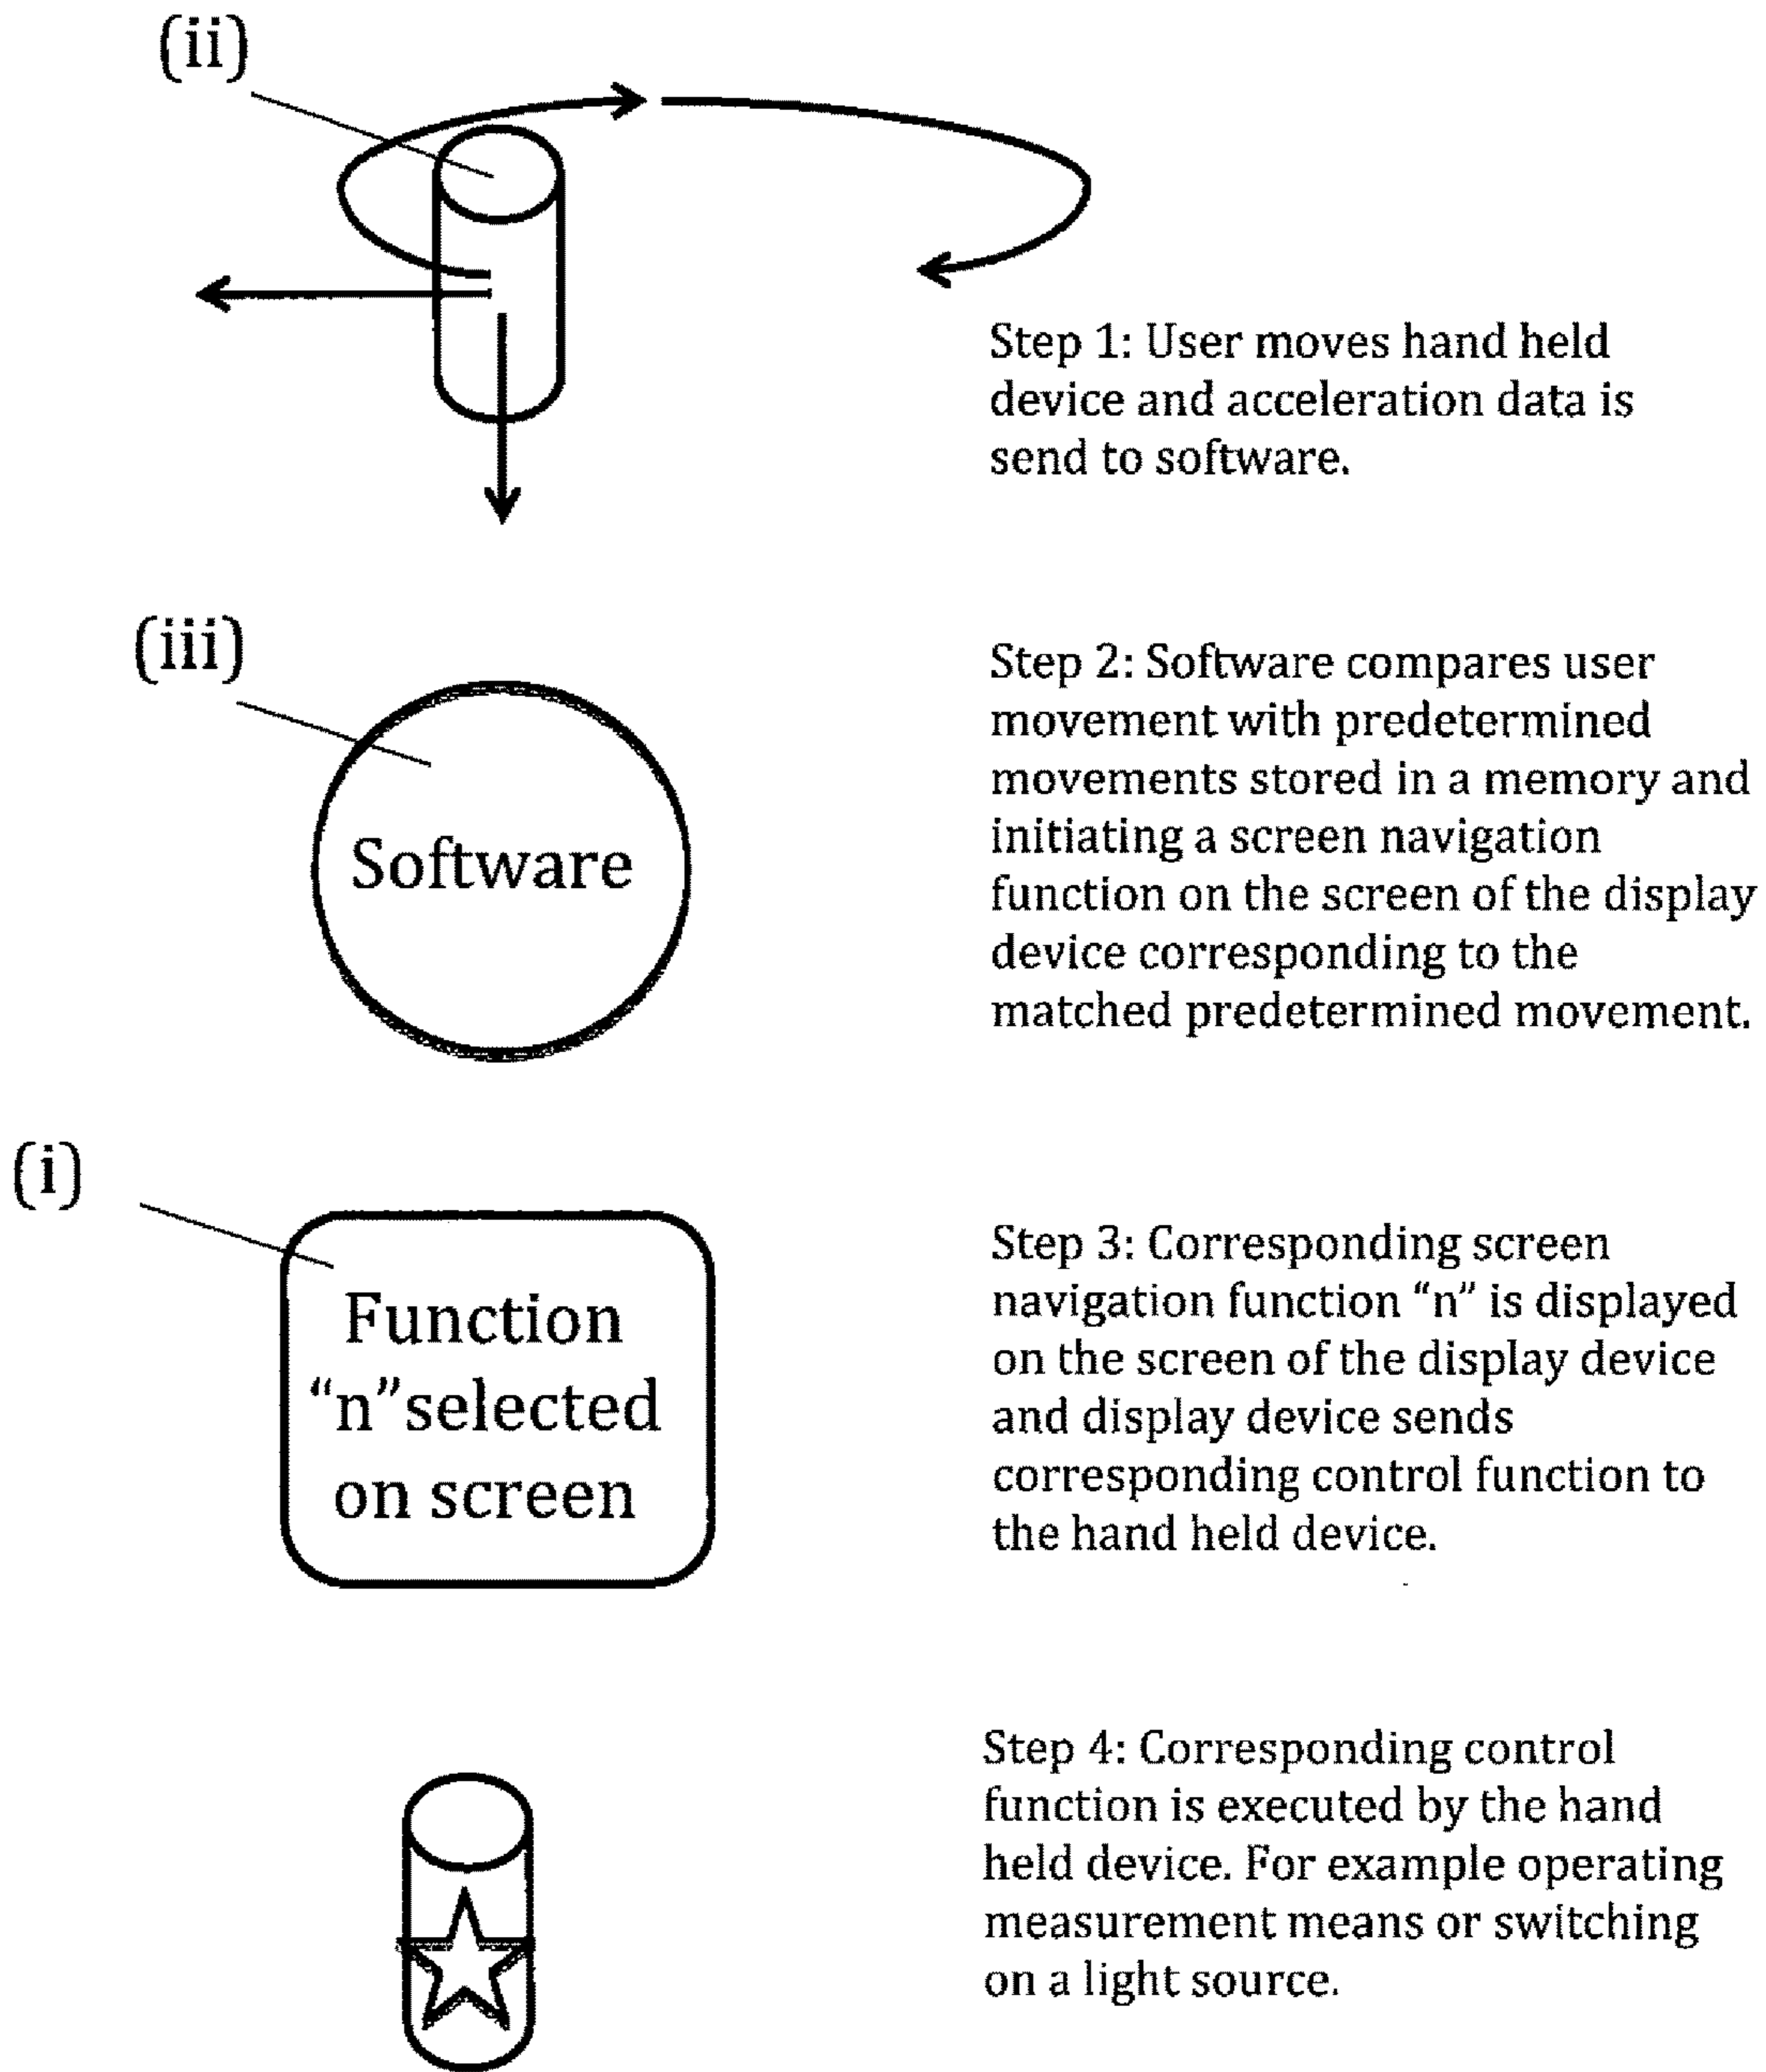 (ii)
Step 1: User moves hand held
device and acceleration data is
send to software.
(iii)
Software
Step 2: Software compares user
movement with predetermined
movements stored in a memory and
initiating a screen navigation
function on the screen of the display
device corresponding to the
matched predetermined movement.
(i)
Function
“n”selected
on screen
Step 3: Corresponding screen
navigation function “n” is displayed
on the screen of the display device
and display device sends
corresponding control function to
the hand held device.
Step 4: Corresponding control
function is executed by the hand
held device. For example operating
measurement means or switching
on a light source.